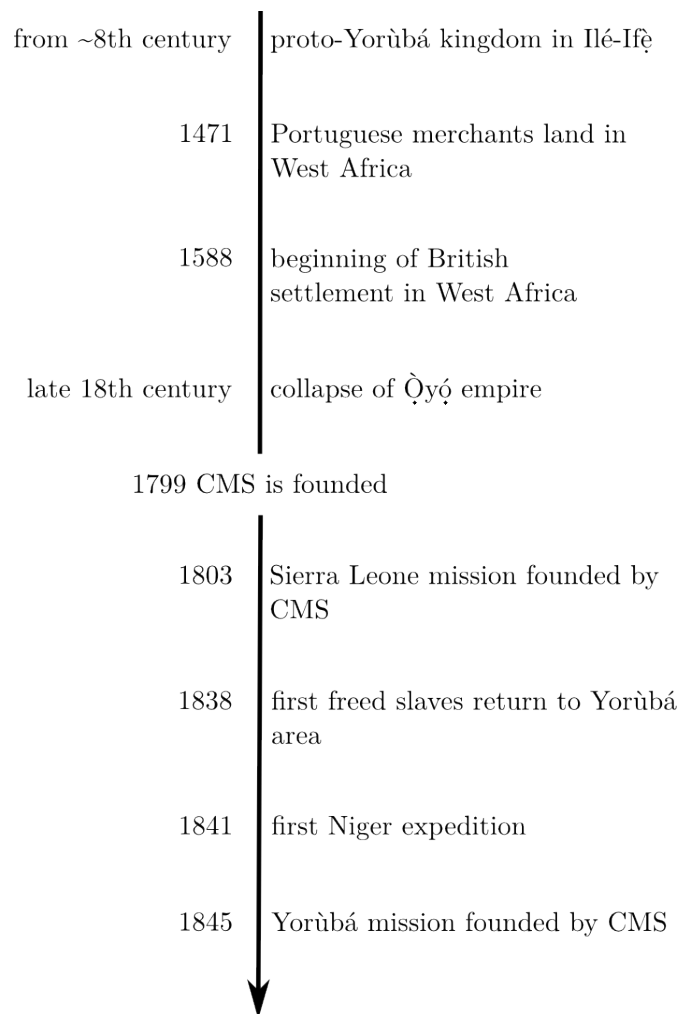 from ~8th century proto-Yorùbá kingdom in Ilé-Ifẹ̀
1471 Portuguese merchants land in
West Africa
1588 beginning of British
settlement in West Africa
late 18th century collapse of Ọ̀yọ́ empire
1799 CMS is founded
1803 Sierra Leone mission founded by
CMS
1838 first freed slaves return to Yorùbá
area
1841 first Niger expedition
1845 Yorùbá mission founded by CMS